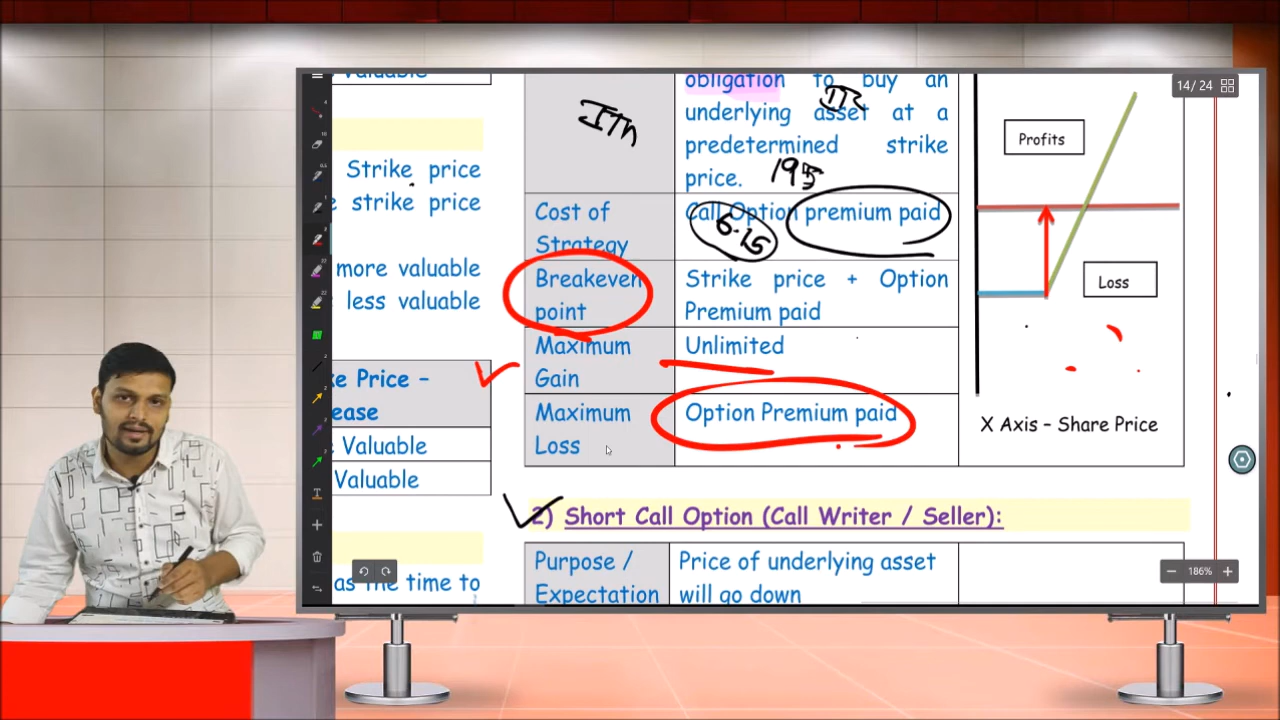 Valuable
Strike price
strike price
more valuable
less valuable
ke Price –
ease
Valuable
Valuable
as the time to
obligation to buy an
underlying asset at a
predetermined strike
price.
195
Cost of
Strategy
Call Option premium paid
6.15
Breakeven
point
Strike price + Option
Premium paid
Maximum
Gain
Unlimited
Maximum
Loss
Option Premium paid
Profits
Loss
X Axis – Share Price
2) Short Call Option (Call Writer / Seller):
Purpose /
Expectation
Price of underlying asset
will go down
14/ 24
186%